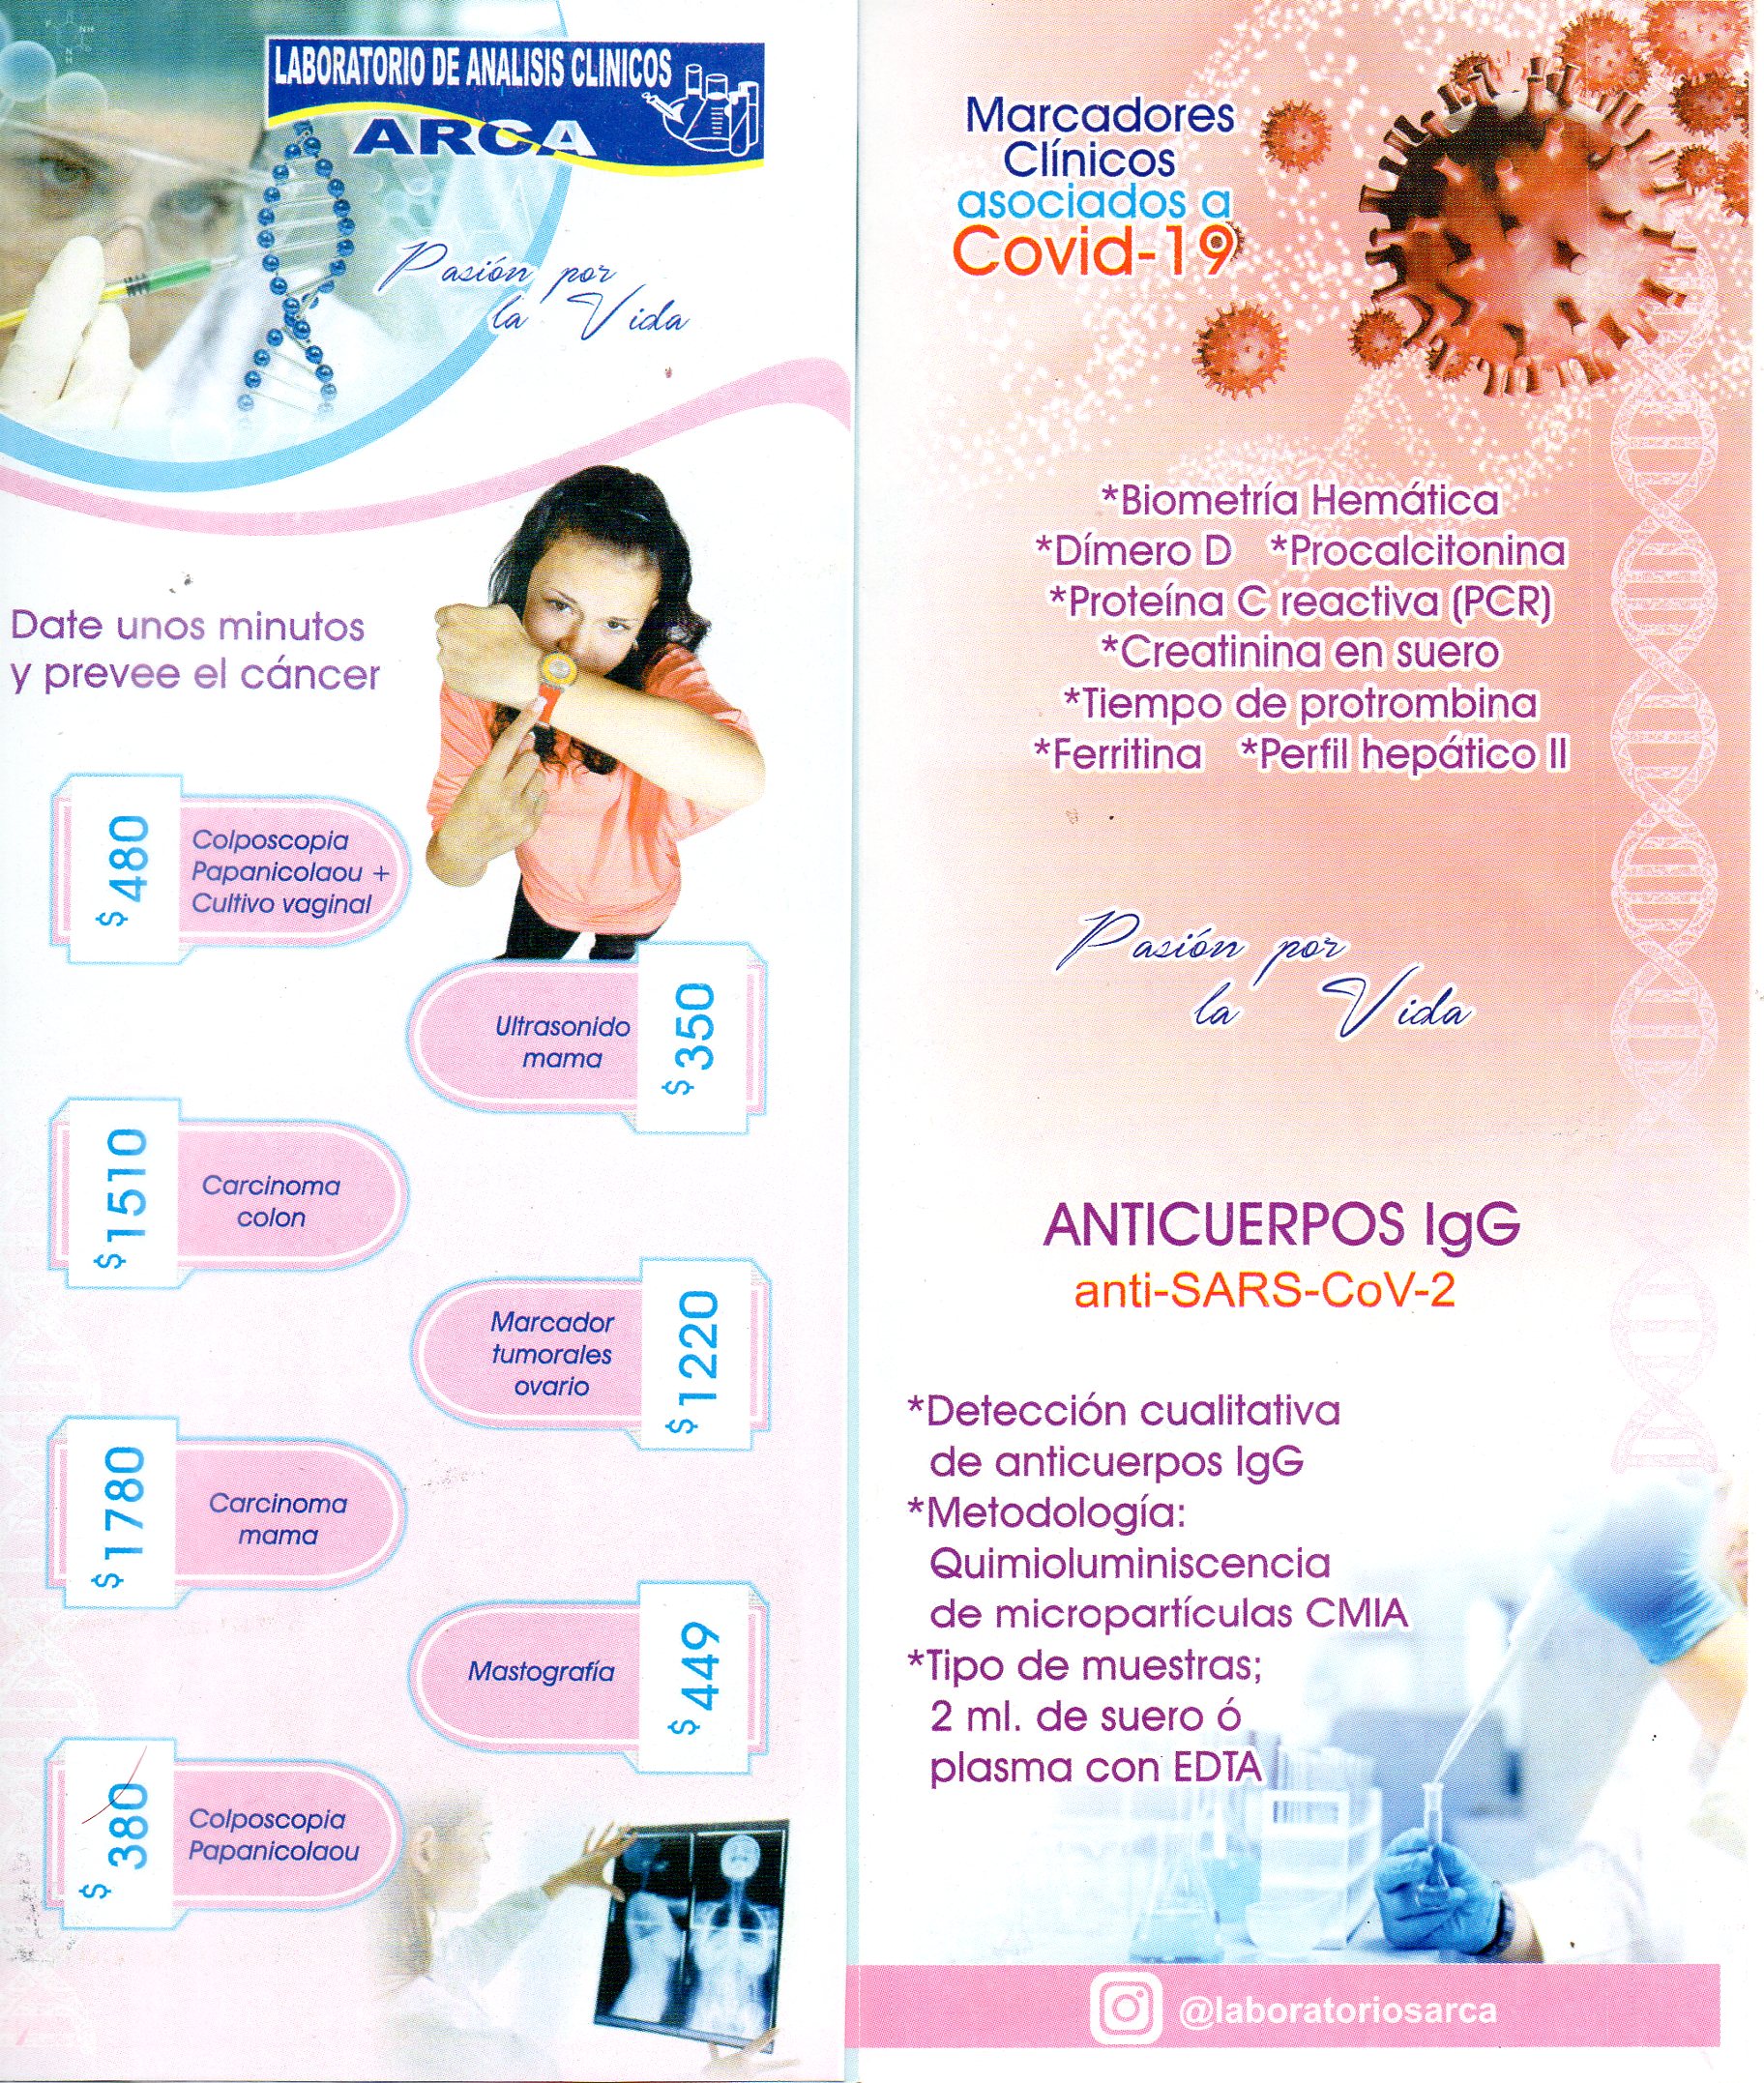 LABORATORIO DE ANALISIS CLINICOS
ARCA
Pasión por
la Vida
Date unos minutos
y prevee el cáncer
$ 480
Colposcopia
Papanicolaou +
Cultivo vaginal
Ultrasonido
mama
$ 350
$ 1510
Carcinoma
colon
Marcador
tumorales
ovario
$ 1220
$ 1780
Carcinoma
mama
Mastografía
$ 449
$ 380
Colposcopia
Papanicolaou
Marcadores
Clínicos
asociados a
Covid-19
*Biometría Hemática
*Dímero D *Procalcitonina
*Proteína C reactiva (PCR)
*Creatinina en suero
*Tiempo de protrombina
*Ferritina *Perfil hepático II
Pasión por
la Vida
ANTICUERPOS IgG
anti-SARS-CoV-2
*Detección cualitativa
de anticuerpos IgG
*Metodología:
Quimioluminiscencia
de micropartículas CMIA
*Tipo de muestras;
2 ml. de suero ó
plasma con EDTA
@laboratoriosarca